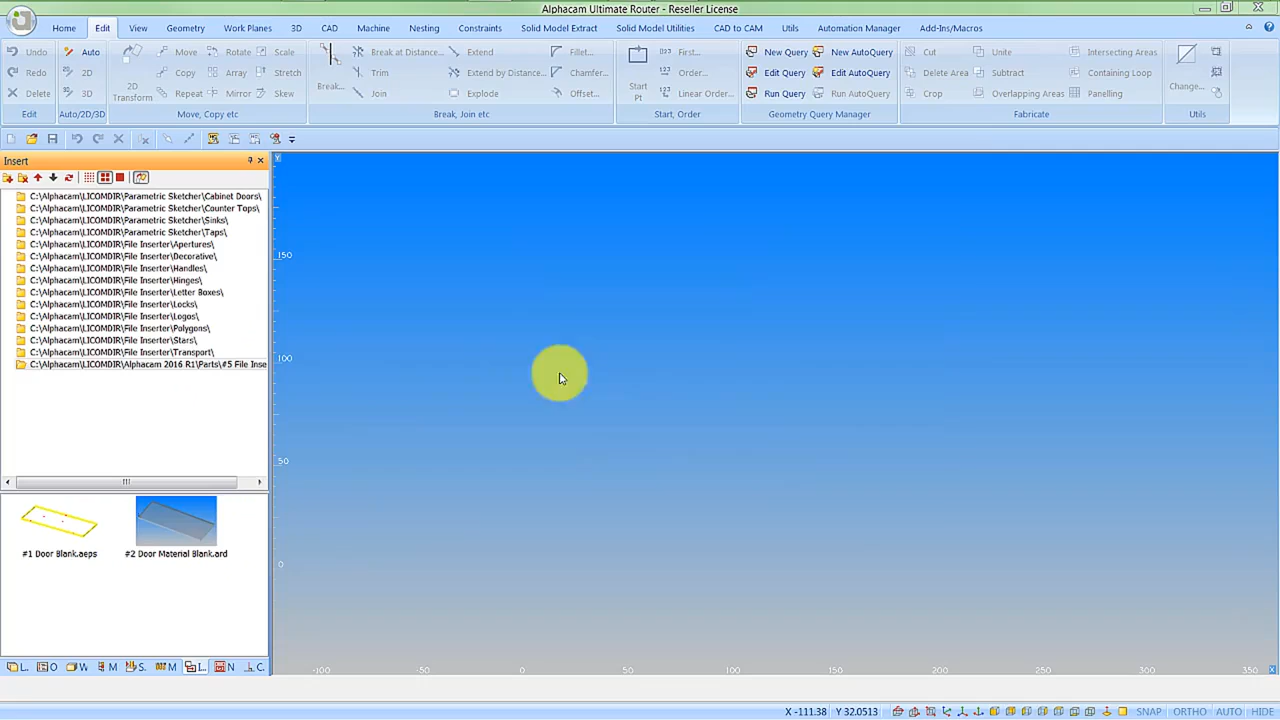 Alphacam Ultimate Router - Reseller License
Home Edit View Geometry Work Planes 3D CAD Machine Nesting Constraints Solid Model Extract Solid Model Utilities CAD to CAM Utils Automation Manager Add-Ins/Macros
Undo Auto Move Rotate Scale Break at Distance... Extend Fillet... First... New Query New AutoQuery Cut Unite Intersecting Areas
Redo 2D Copy Array Stretch Trim Extend by Distance... Chamfer... Order... Edit Query Edit AutoQuery Delete Area Subtract Containing Loop
Delete 3D 2D Transform Repeat Mirror Skew Break... Join Explode Offset... Start Pt Linear Order... Run Query Run AutoQuery Crop Overlapping Areas Panelling Change...
Edit Auto/2D/3D Move, Copy etc Break, Join etc Start, Order Geometry Query Manager Fabricate Utils
Insert
C:\Alphacam\LICOMDIR\Parametric Sketcher\Cabinet Doors\
C:\Alphacam\LICOMDIR\Parametric Sketcher\Counter Tops\
C:\Alphacam\LICOMDIR\Parametric Sketcher\Sinks\
C:\Alphacam\LICOMDIR\Parametric Sketcher\Taps\
C:\Alphacam\LICOMDIR\File Inserter\Apertures\
C:\Alphacam\LICOMDIR\File Inserter\Decorative\
C:\Alphacam\LICOMDIR\File Inserter\Handles\
C:\Alphacam\LICOMDIR\File Inserter\Hinges\
C:\Alphacam\LICOMDIR\File Inserter\Letter Boxes\
C:\Alphacam\LICOMDIR\File Inserter\Locks\
C:\Alphacam\LICOMDIR\File Inserter\Logos\
C:\Alphacam\LICOMDIR\File Inserter\Polygons\
C:\Alphacam\LICOMDIR\File Inserter\Stars\
C:\Alphacam\LICOMDIR\File Inserter\Transport\
C:\Alphacam\LICOMDIR\Alphacam 2016 R1\Parts\#5 File Inse
#1 Door Blank.aeps #2 Door Material Blank.ard
L.. O W M S. M I.. N C.
Y
150
100
50
0
-100 -50 0 50 100 150 200 250 300 350 X
X -111.38 Y 32.0513 SNAP ORTHO AUTO HIDE